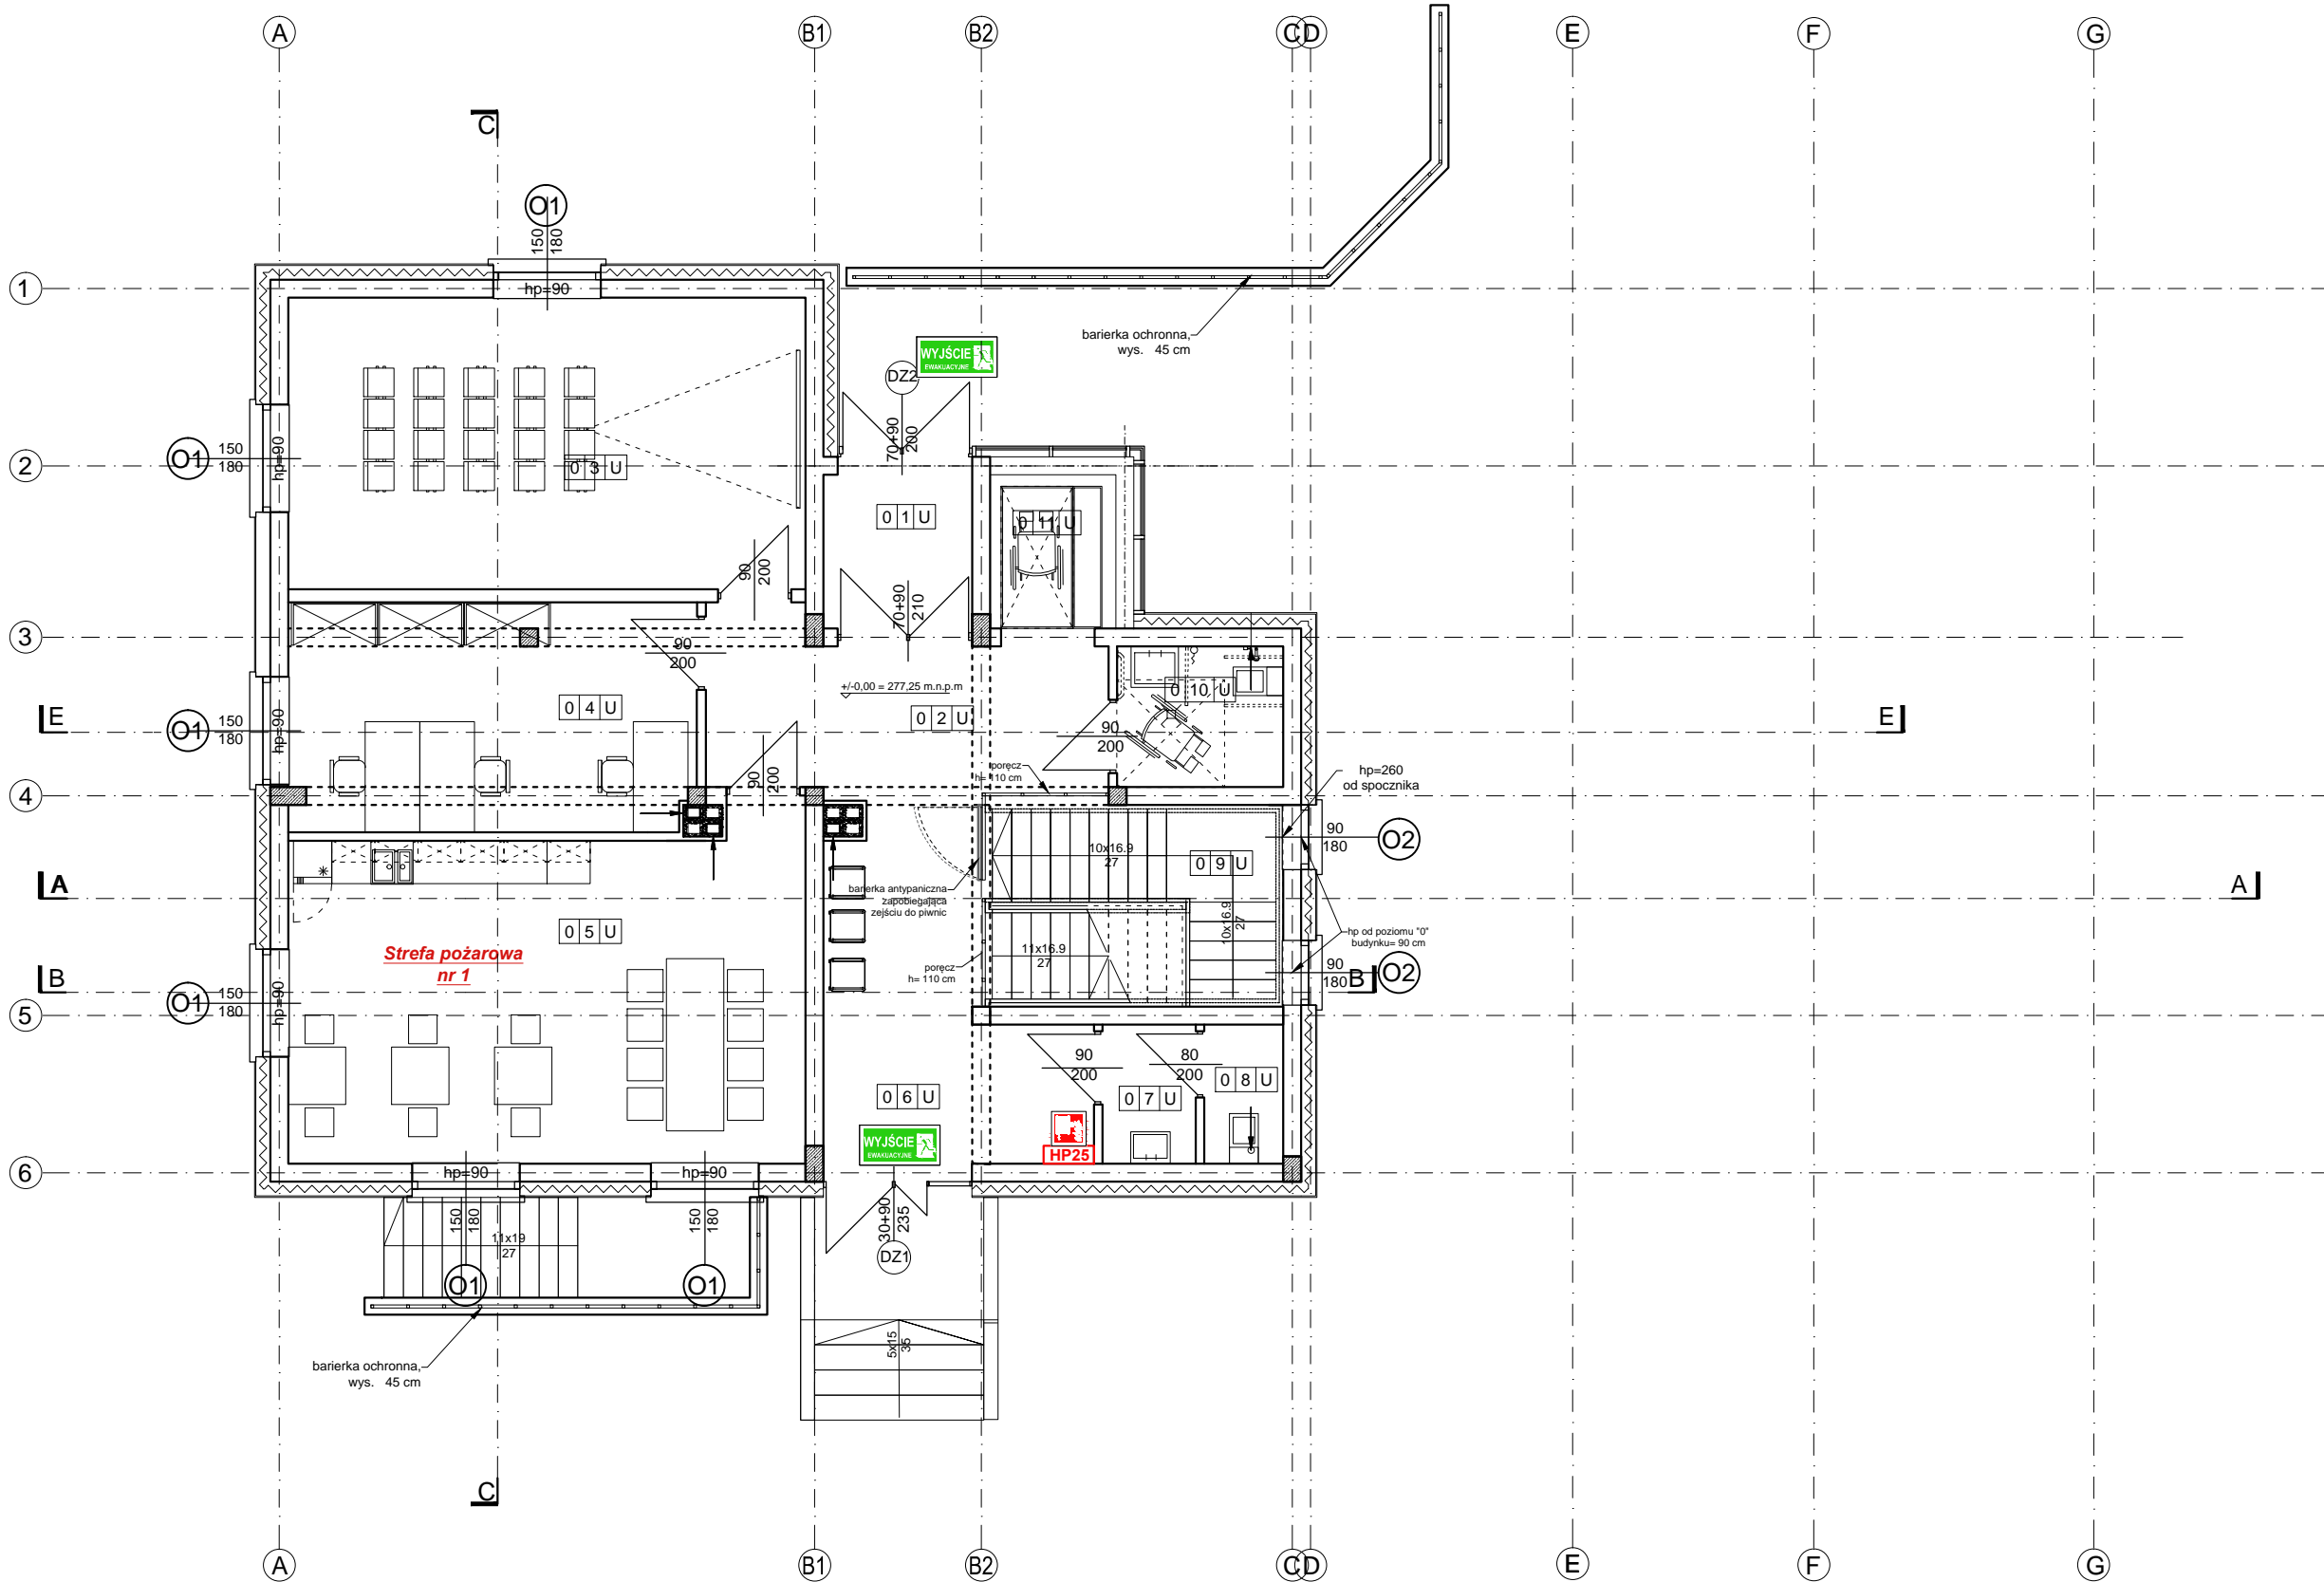 A B1 B2 C D E F G
C
O1
150
180
1
hp=90
barierka ochronna,
wys. 45 cm
WYJŚCIE
EWAKUACYJNE
DZ2
70+90
200
O1
150
180
hp=90
2
0 3 U
0 1 U
0 11 U
90
200
70+90
210
3
90
200
+/-0,00 = 277,25 m.n.p.m
0 4 U
0 2 U
0 10 U
E
E
O1
150
180
hp=90
90
200
90
200
poręcz
h= 110 cm
hp=260
od spocznika
4
90
180
O2
10x16.9
27
0 9 U
A
A
barierka antypaniczna
zapobiegająca
zejściu do piwnic
10x16.9
27
0 5 U
Strefa pożarowa
nr 1
11x16.9
27
hp od poziomu "0"
budynku= 90 cm
poręcz
h= 110 cm
B
B
90
180
O2
O1
150
180
hp=90
5
90
200
80
200
0 8 U
0 6 U
0 7 U
WYJŚCIE
EWAKUACYJNE
HP25
6
hp=90
hp=90
150
180
150
180
30+90
235
11x19
27
DZ1
O1
O1
5x15
35
barierka ochronna,
wys. 45 cm
C
A B1 B2 C D E F G